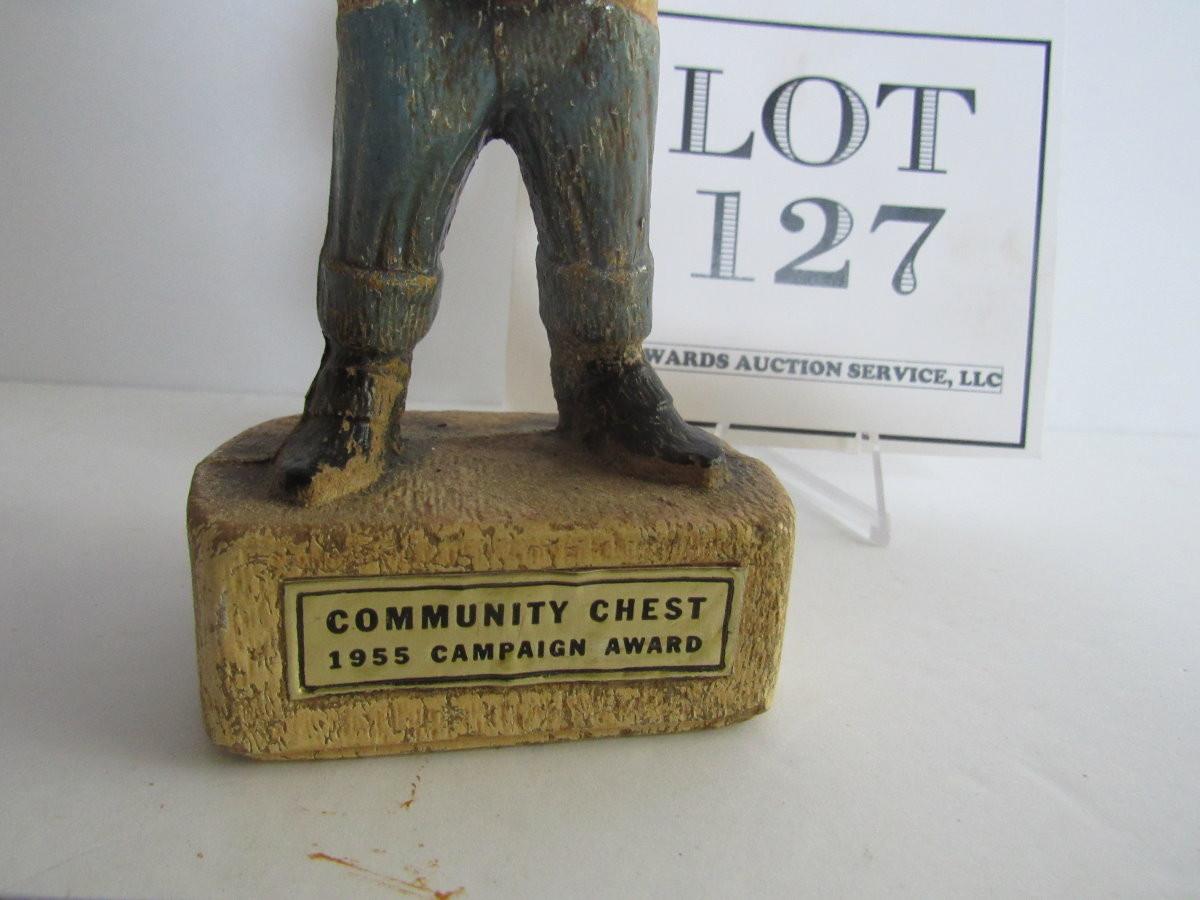 LOT
127
WARDS AUCTION SERVICE, LLC
COMMUNITY CHEST
1955 CAMPAIGN AWARD